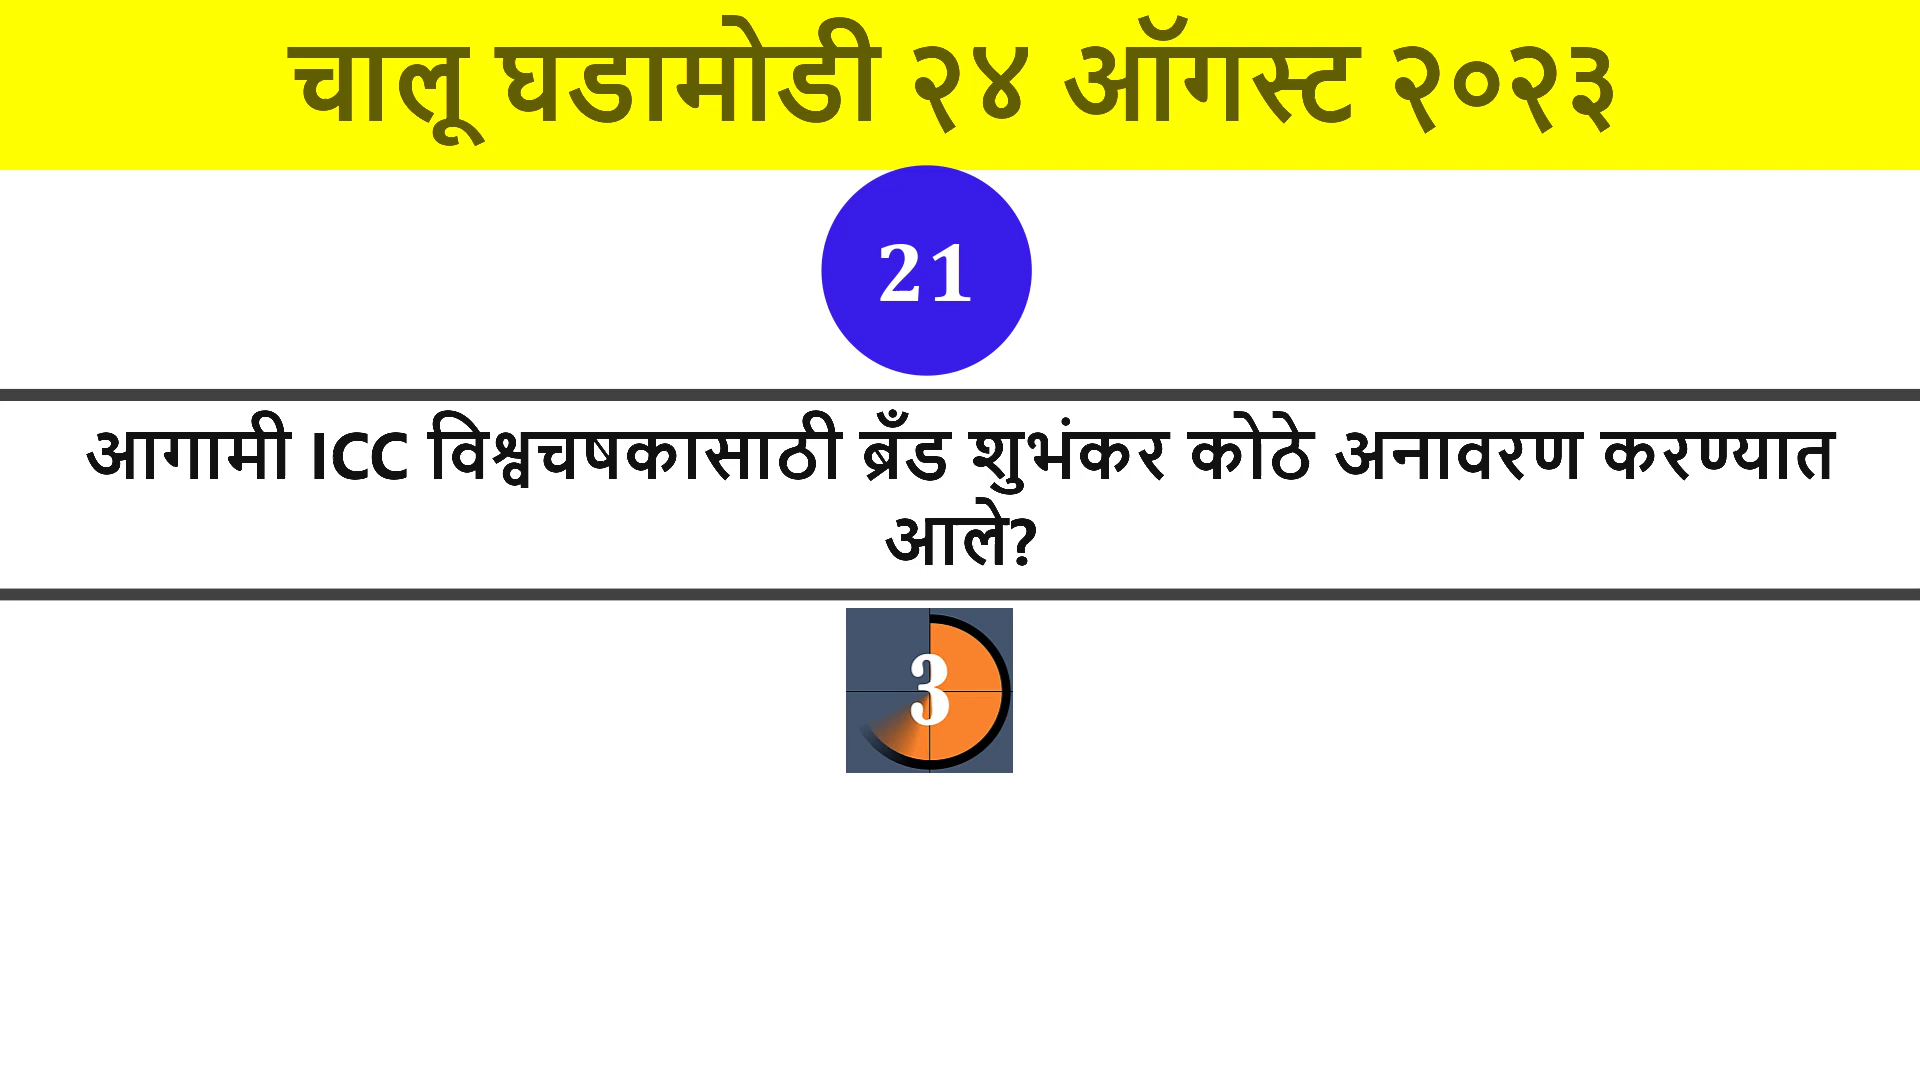 चालू घडामोडी २४ ऑगस्ट २०२३
21
आगामी ICC विश्वचषकासाठी ब्रँड शुभंकर कोठे अनावरण करण्यात
आले?
3